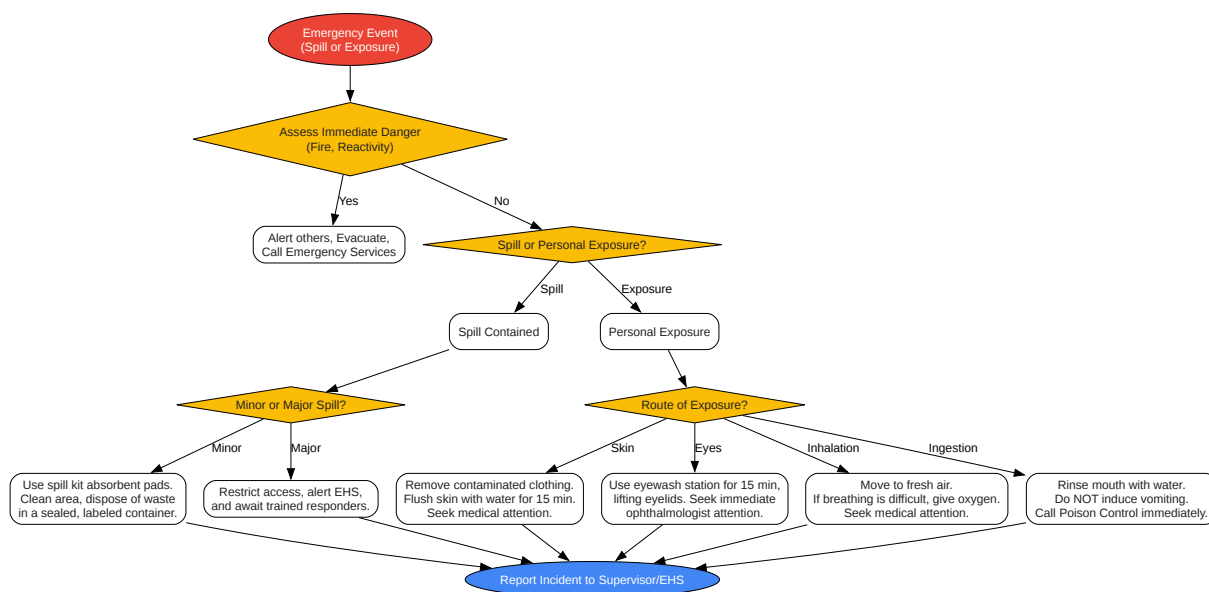 Emergency Event
(Spill or Exposure)
Assess Immediate Danger
(Fire, Reactivity)
Yes
No
Alert others, Evacuate,
Call Emergency Services
Spill or Personal Exposure?
Spill
Exposure
Spill Contained
Personal Exposure
Minor or Major Spill?
Route of Exposure?
Minor
Major
Skin
Eyes
Inhalation
Ingestion
Use spill kit absorbent pads.
Clean area, dispose of waste
in a sealed, labeled container.
Restrict access, alert EHS,
and await trained responders.
Remove contaminated clothing.
Flush skin with water for 15 min.
Seek medical attention.
Use eyewash station for 15 min,
lifting eyelids. Seek immediate
ophthalmologist attention.
Move to fresh air.
If breathing is difficult, give oxygen.
Seek medical attention.
Rinse mouth with water.
Do NOT induce vomiting.
Call Poison Control immediately.
Report Incident to Supervisor/EHS